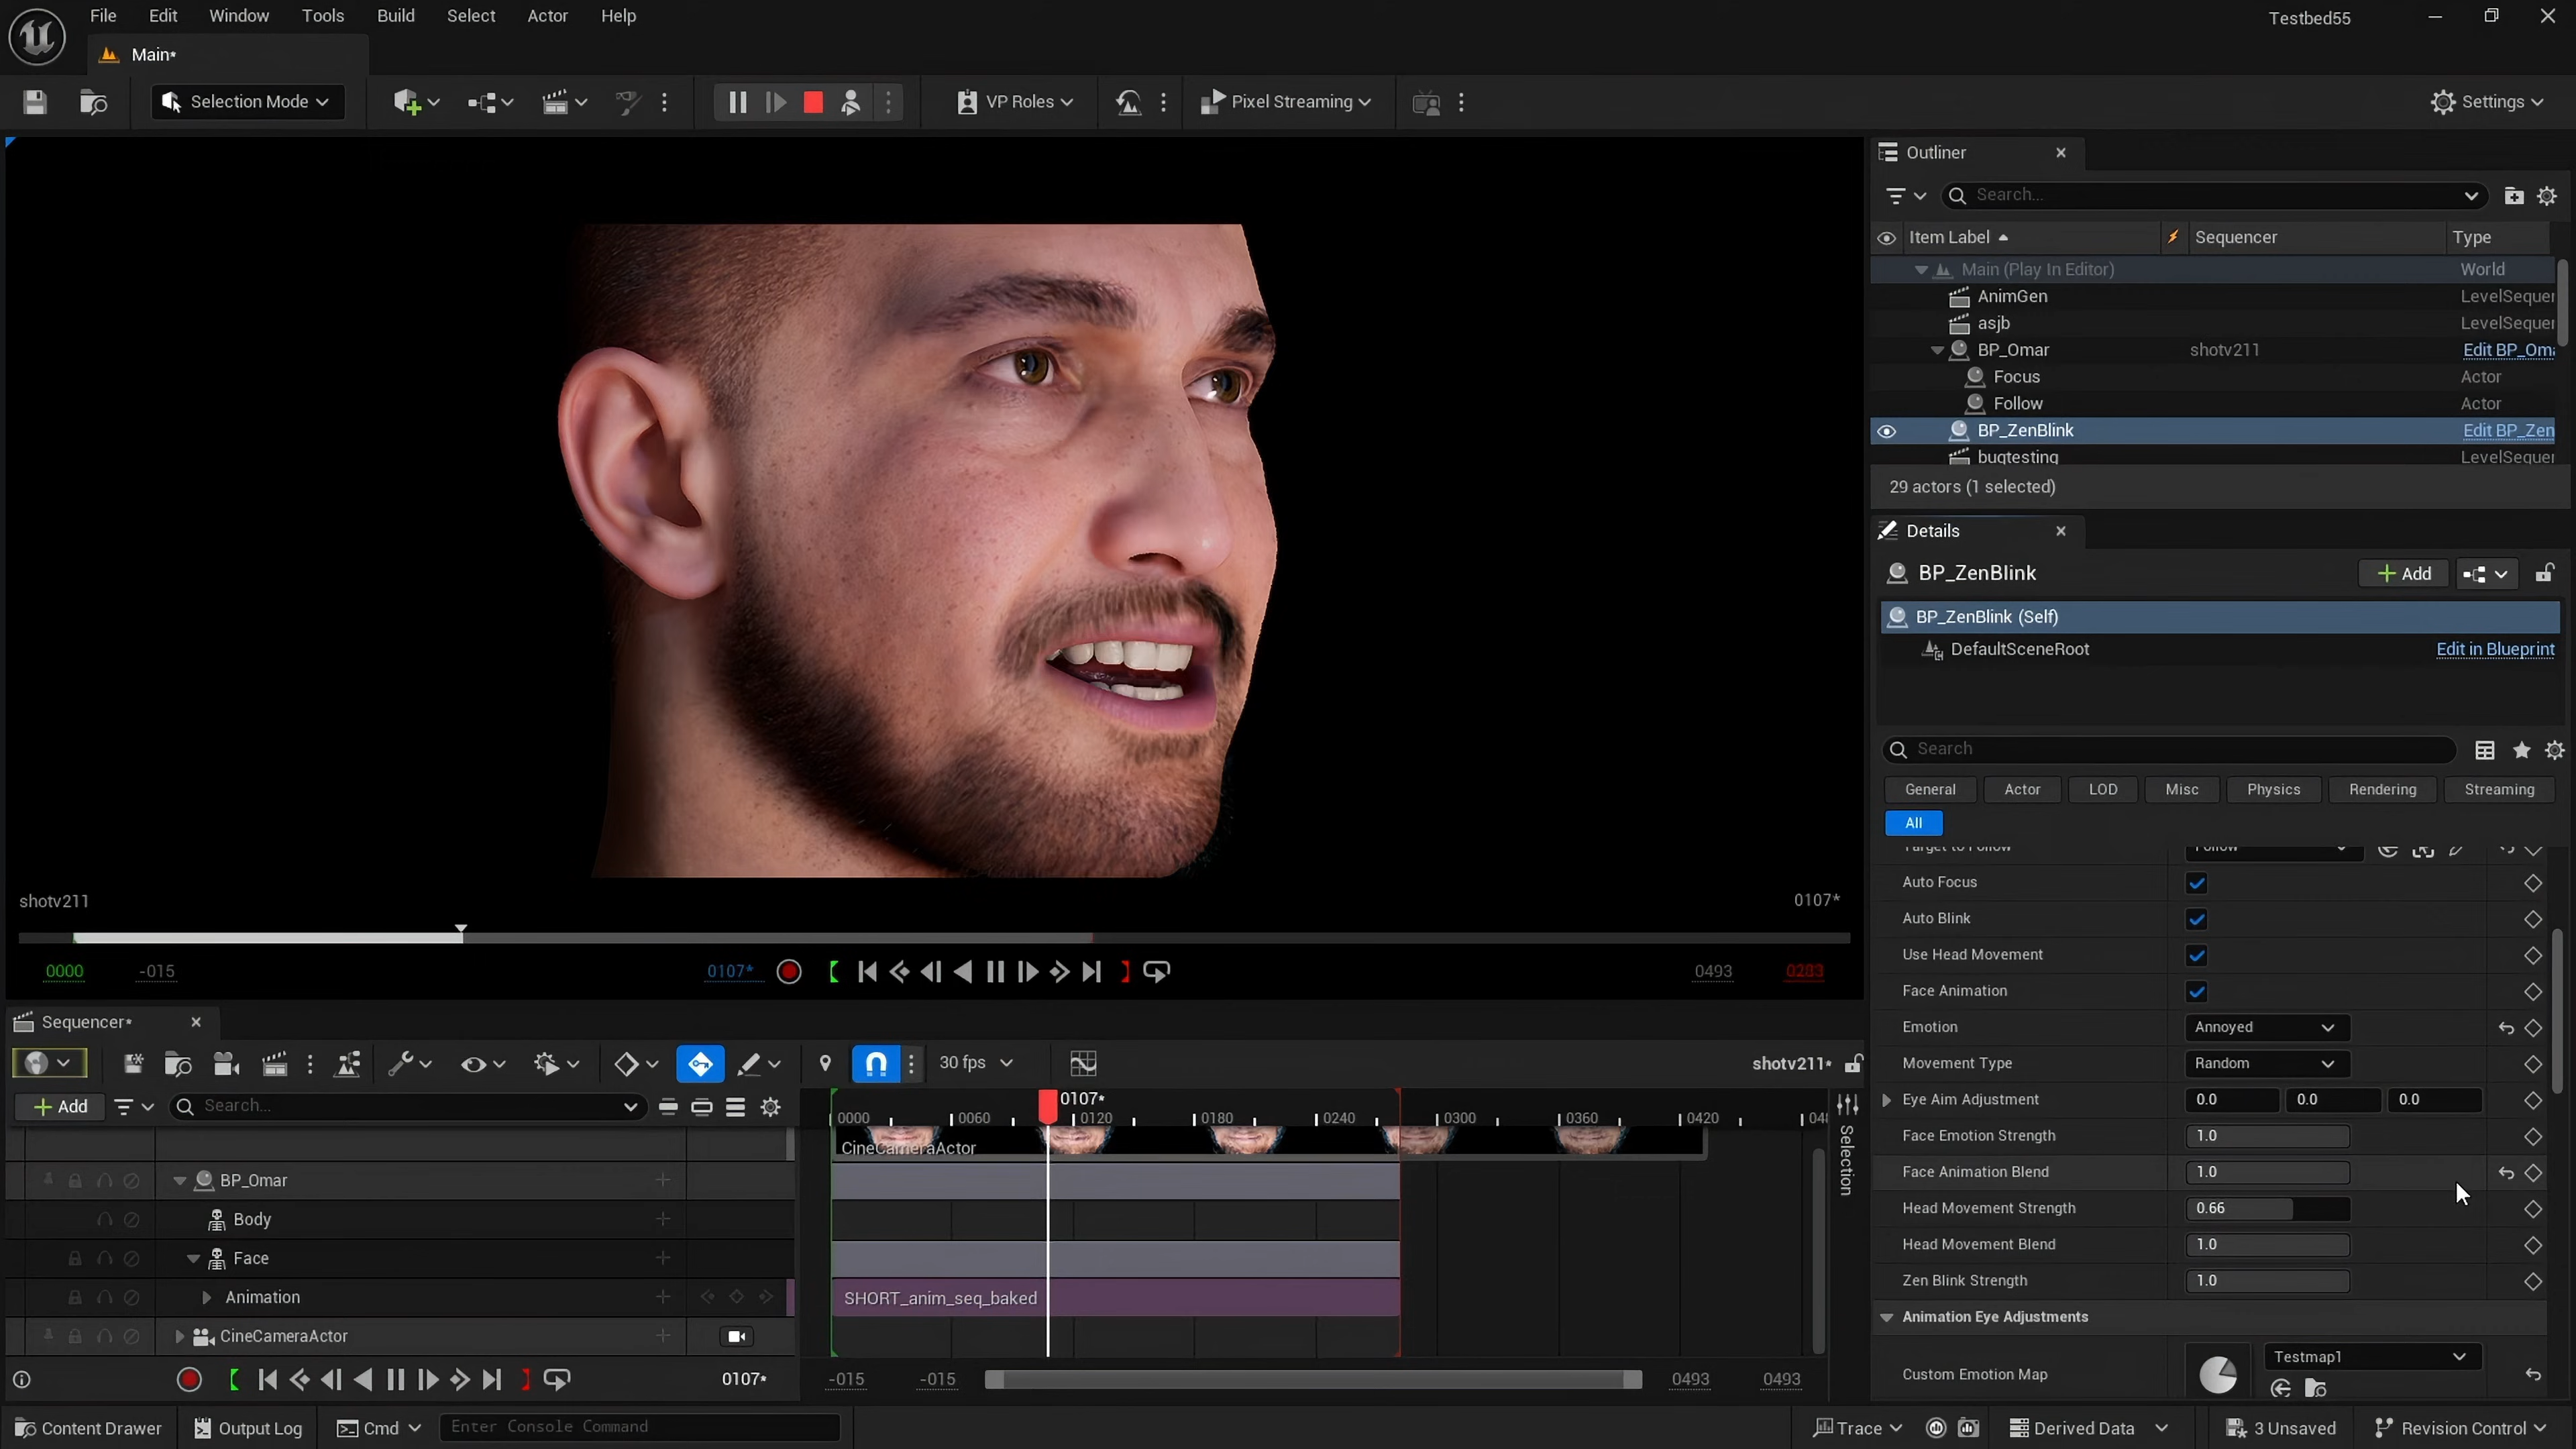 File Edit Window Tools Build Select Actor Help
Testbed55
Main*
Selection Mode
VP Roles
Pixel Streaming
Settings
Outliner
Search...
Item Label Sequencer Type
Main (Play In Editor) World
AnimGen LevelSequer
asjb LevelSequer
BP_Omar shotv211 Edit BP_Oma
Focus Actor
Follow Actor
BP_ZenBlink Edit BP_Zen
bugtesting LevelSequer
29 actors (1 selected)
Details
BP_ZenBlink
Add
BP_ZenBlink (Self)
DefaultSceneRoot Edit in Blueprint
Search
General Actor LOD Misc Physics Rendering Streaming
All
Target to Follow Follow
Auto Focus
Auto Blink
Use Head Movement
Face Animation
Emotion Annoyed
Movement Type Random
Eye Aim Adjustment 0.0 0.0 0.0
Face Emotion Strength 1.0
Face Animation Blend 1.0
Head Movement Strength 0.66
Head Movement Blend 1.0
Zen Blink Strength 1.0
Animation Eye Adjustments
Custom Emotion Map Testmap1
shotv211 0107*
0000 -015 0107* 0493 0283
Sequencer*
30 fps shotv211*
Add Search...
0107*
0000 0060 0120 0180 0240 0300 0360 0420 048
CineCameraActor
Selection
BP_Omar
Body
Face
Animation
SHORT_anim_seq_baked
CineCameraActor
0107* -015 -015 0493 0493
Content Drawer Output Log Cmd Enter Console Command
Trace Derived Data 3 Unsaved Revision Control